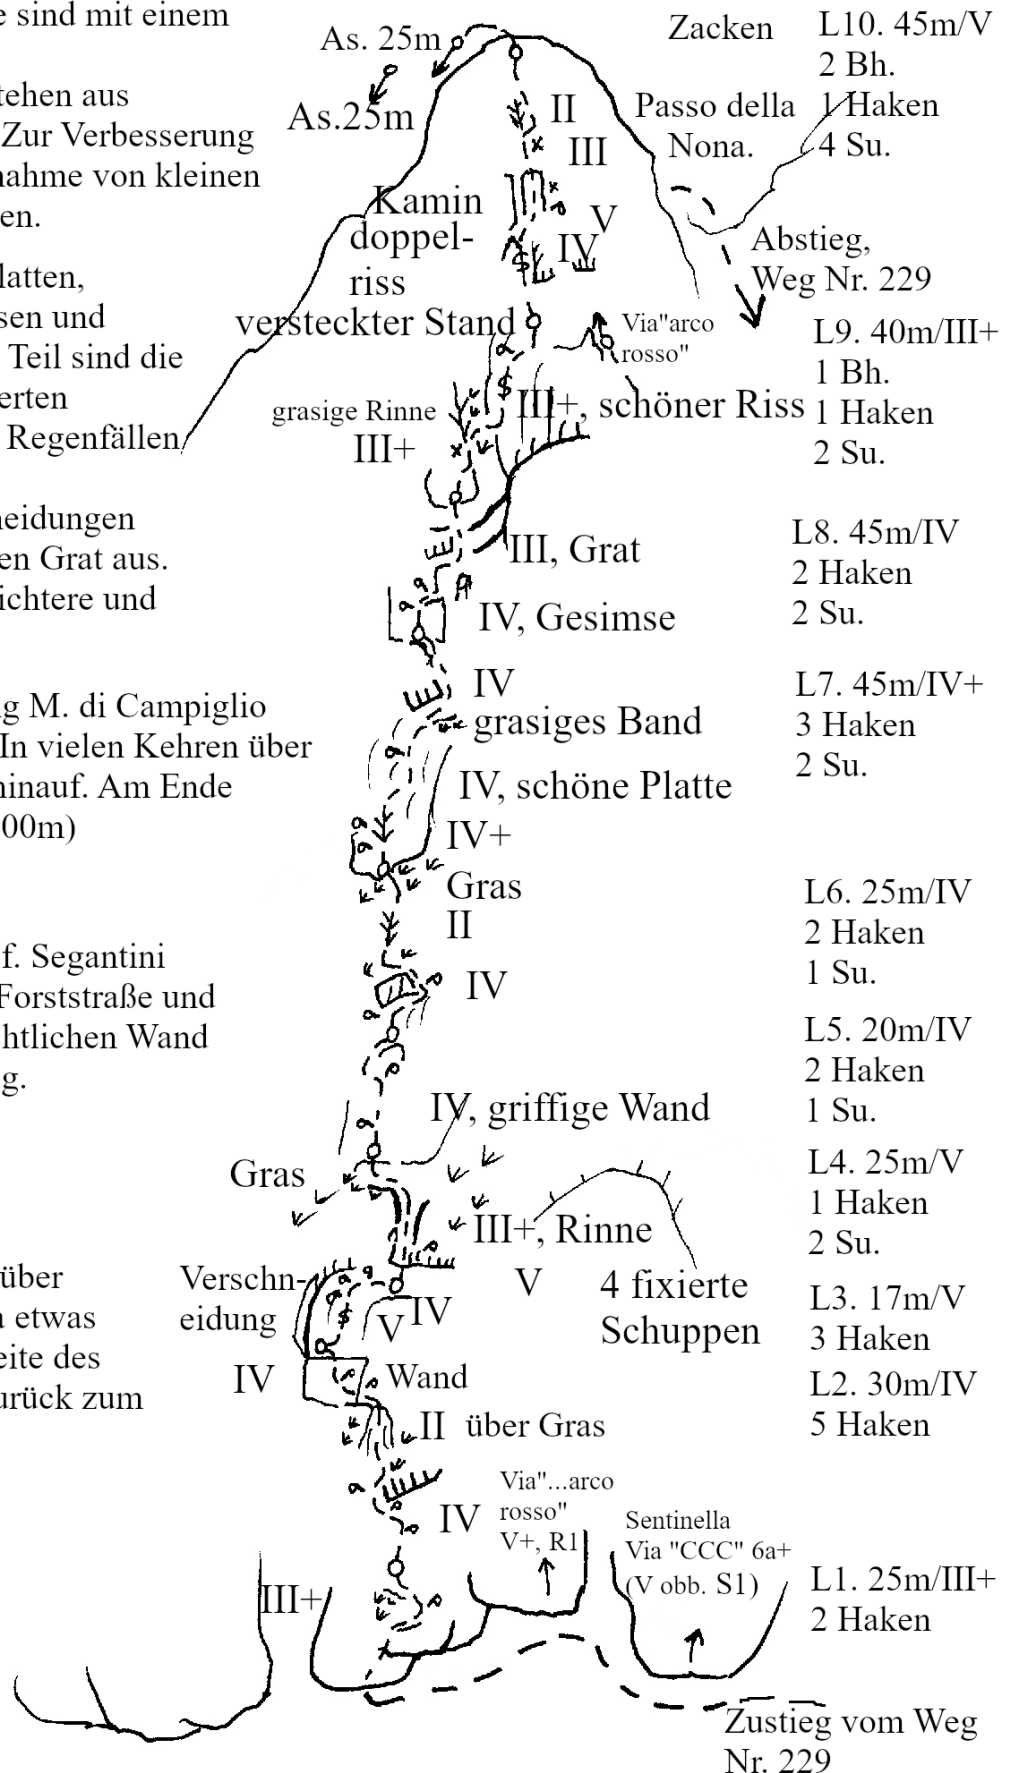 e sind mit einem
tehen aus
Zur Verbesserung
nahme von kleinen
en.
latten,
sen und
Teil sind die
erten
Regenfällen
neidungen
en Grat aus.
ichtere und
g M. di Campiglio
In vielen Kehren über
hinauf. Am Ende
00m)
f. Segantini
Forststraße und
chtlichen Wand
g.
über
n etwas
eite des
urück zum
As. 25m
As.25m
Zacken
Passo della
Nona.
II
III
Kamin
doppel-
riss
V
IV
Abstieg,
Weg Nr. 229
versteckter Stand
Via"arco
rosso"
grasige Rinne
III+
III+, schöner Riss
III, Grat
IV, Gesimse
IV
grasiges Band
IV, schöne Platte
IV+
Gras
II
IV
IV, griffige Wand
Gras
III+, Rinne
V
4 fixierte
Schuppen
Verschn-
eidung
IV
V
IV
Wand
II über Gras
IV
Via"...arco
rosso"
V+, R1
Sentinella
Via "CCC" 6a+
(V obb. S1)
III+
Zustieg vom Weg
Nr. 229
L10. 45m/V
2 Bh.
1 Haken
4 Su.
L9. 40m/III+
1 Bh.
1 Haken
2 Su.
L8. 45m/IV
2 Haken
2 Su.
L7. 45m/IV+
3 Haken
2 Su.
L6. 25m/IV
2 Haken
1 Su.
L5. 20m/IV
2 Haken
1 Su.
L4. 25m/V
1 Haken
2 Su.
L3. 17m/V
3 Haken
L2. 30m/IV
5 Haken
L1. 25m/III+
2 Haken